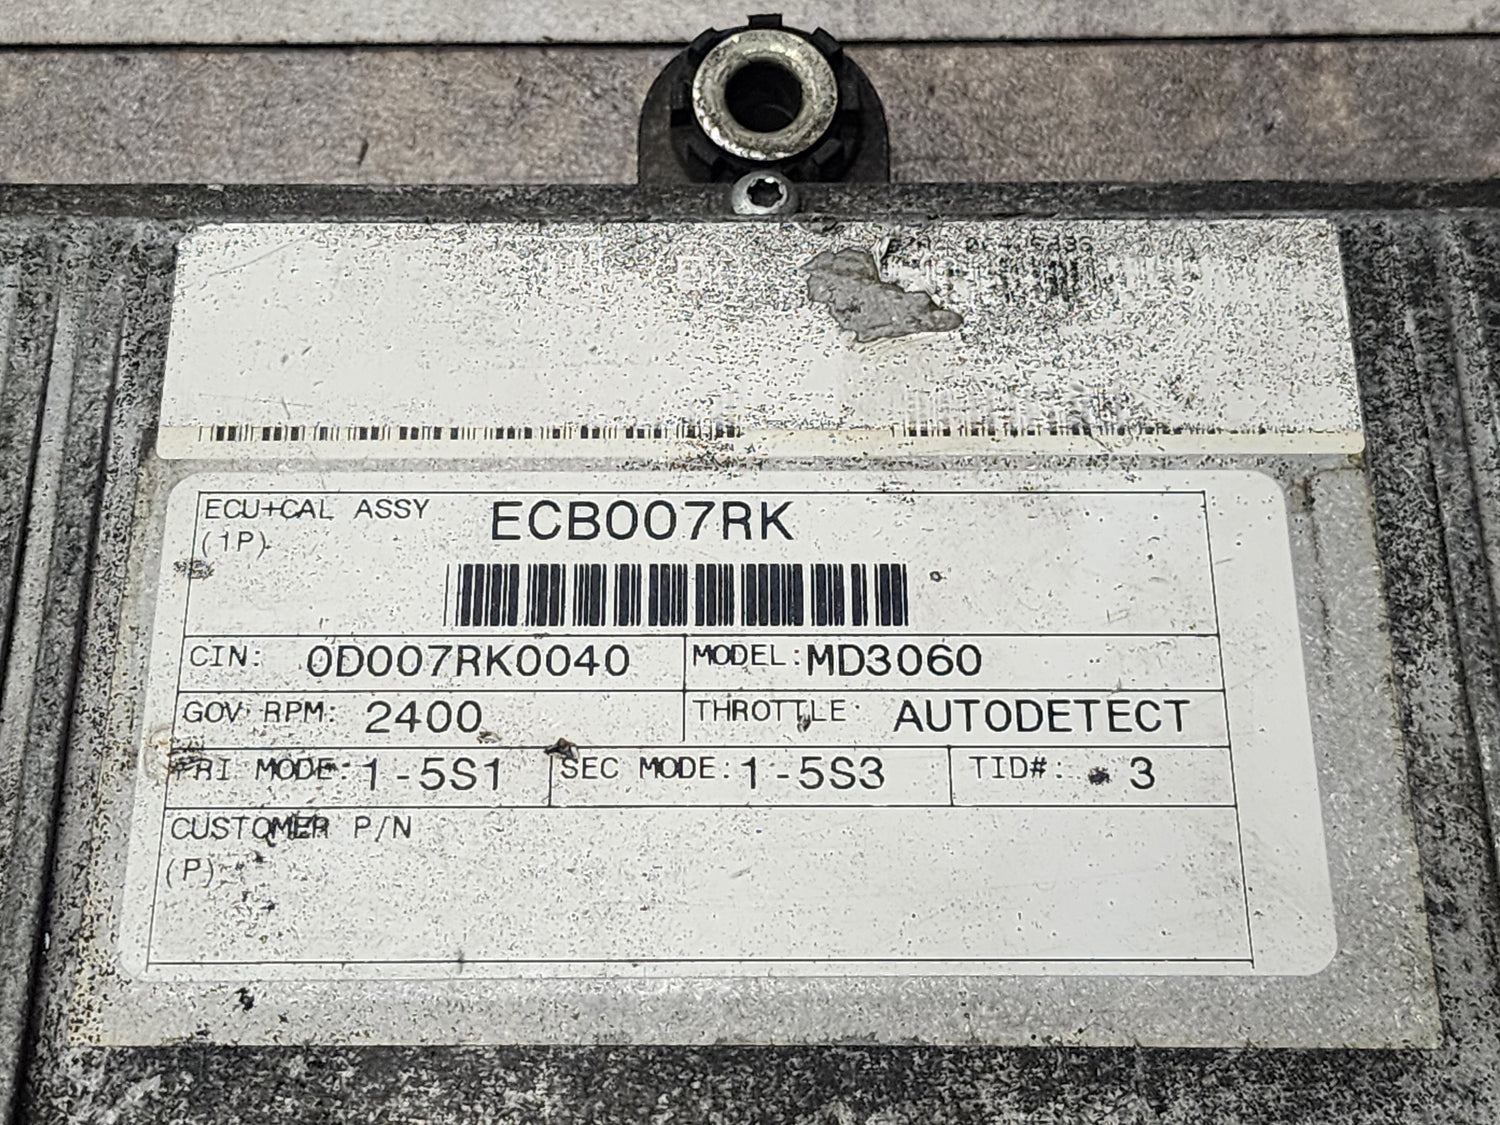 ECU+CAL ASSY ECB007RK
(1P)
CIN: 0D007RK0040 MODEL: MD3060
GOV RPM: 2400 THROTTLE: AUTODETECT
PRI MODE: 1-5S1 SEC MODE: 1-5S3 TID#: 3
CUSTOMER P/N
(P)